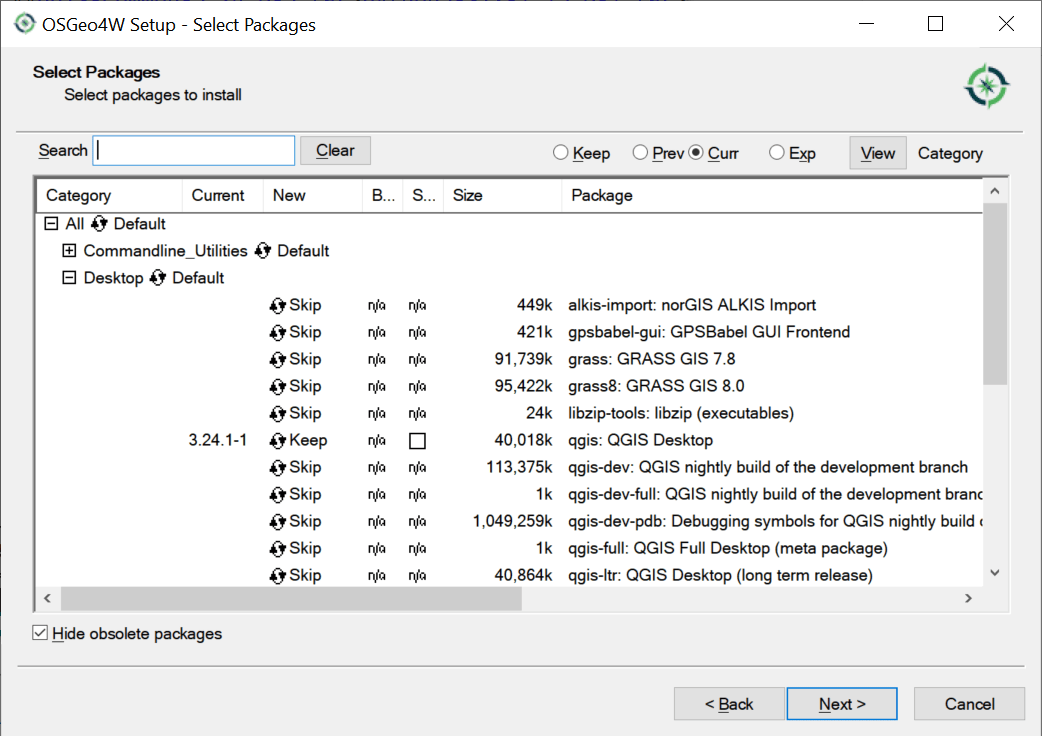 OSGeo4W Setup - Select Packages
Select Packages
Select packages to install
Search Clear Keep Prev Curr Exp View Category
Category Current New B... S... Size Package
All Default
Commandline_Utilities Default
Desktop Default
Skip n/a n/a 449k alkis-import: norGIS ALKIS Import
Skip n/a n/a 421k gpsbabel-gui: GPSBabel GUI Frontend
Skip n/a n/a 91,739k grass: GRASS GIS 7.8
Skip n/a n/a 95,422k grass8: GRASS GIS 8.0
Skip n/a n/a 24k libzip-tools: libzip (executables)
3.24.1-1 Keep n/a 40,018k qgis: QGIS Desktop
Skip n/a n/a 113,375k qgis-dev: QGIS nightly build of the development branch
Skip n/a n/a 1k qgis-dev-full: QGIS nightly build of the development branc
Skip n/a n/a 1,049,259k qgis-dev-pdb: Debugging symbols for QGIS nightly build
Skip n/a n/a 1k qgis-full: QGIS Full Desktop (meta package)
Skip n/a n/a 40,864k qgis-ltr: QGIS Desktop (long term release)
Hide obsolete packages
< Back Next > Cancel